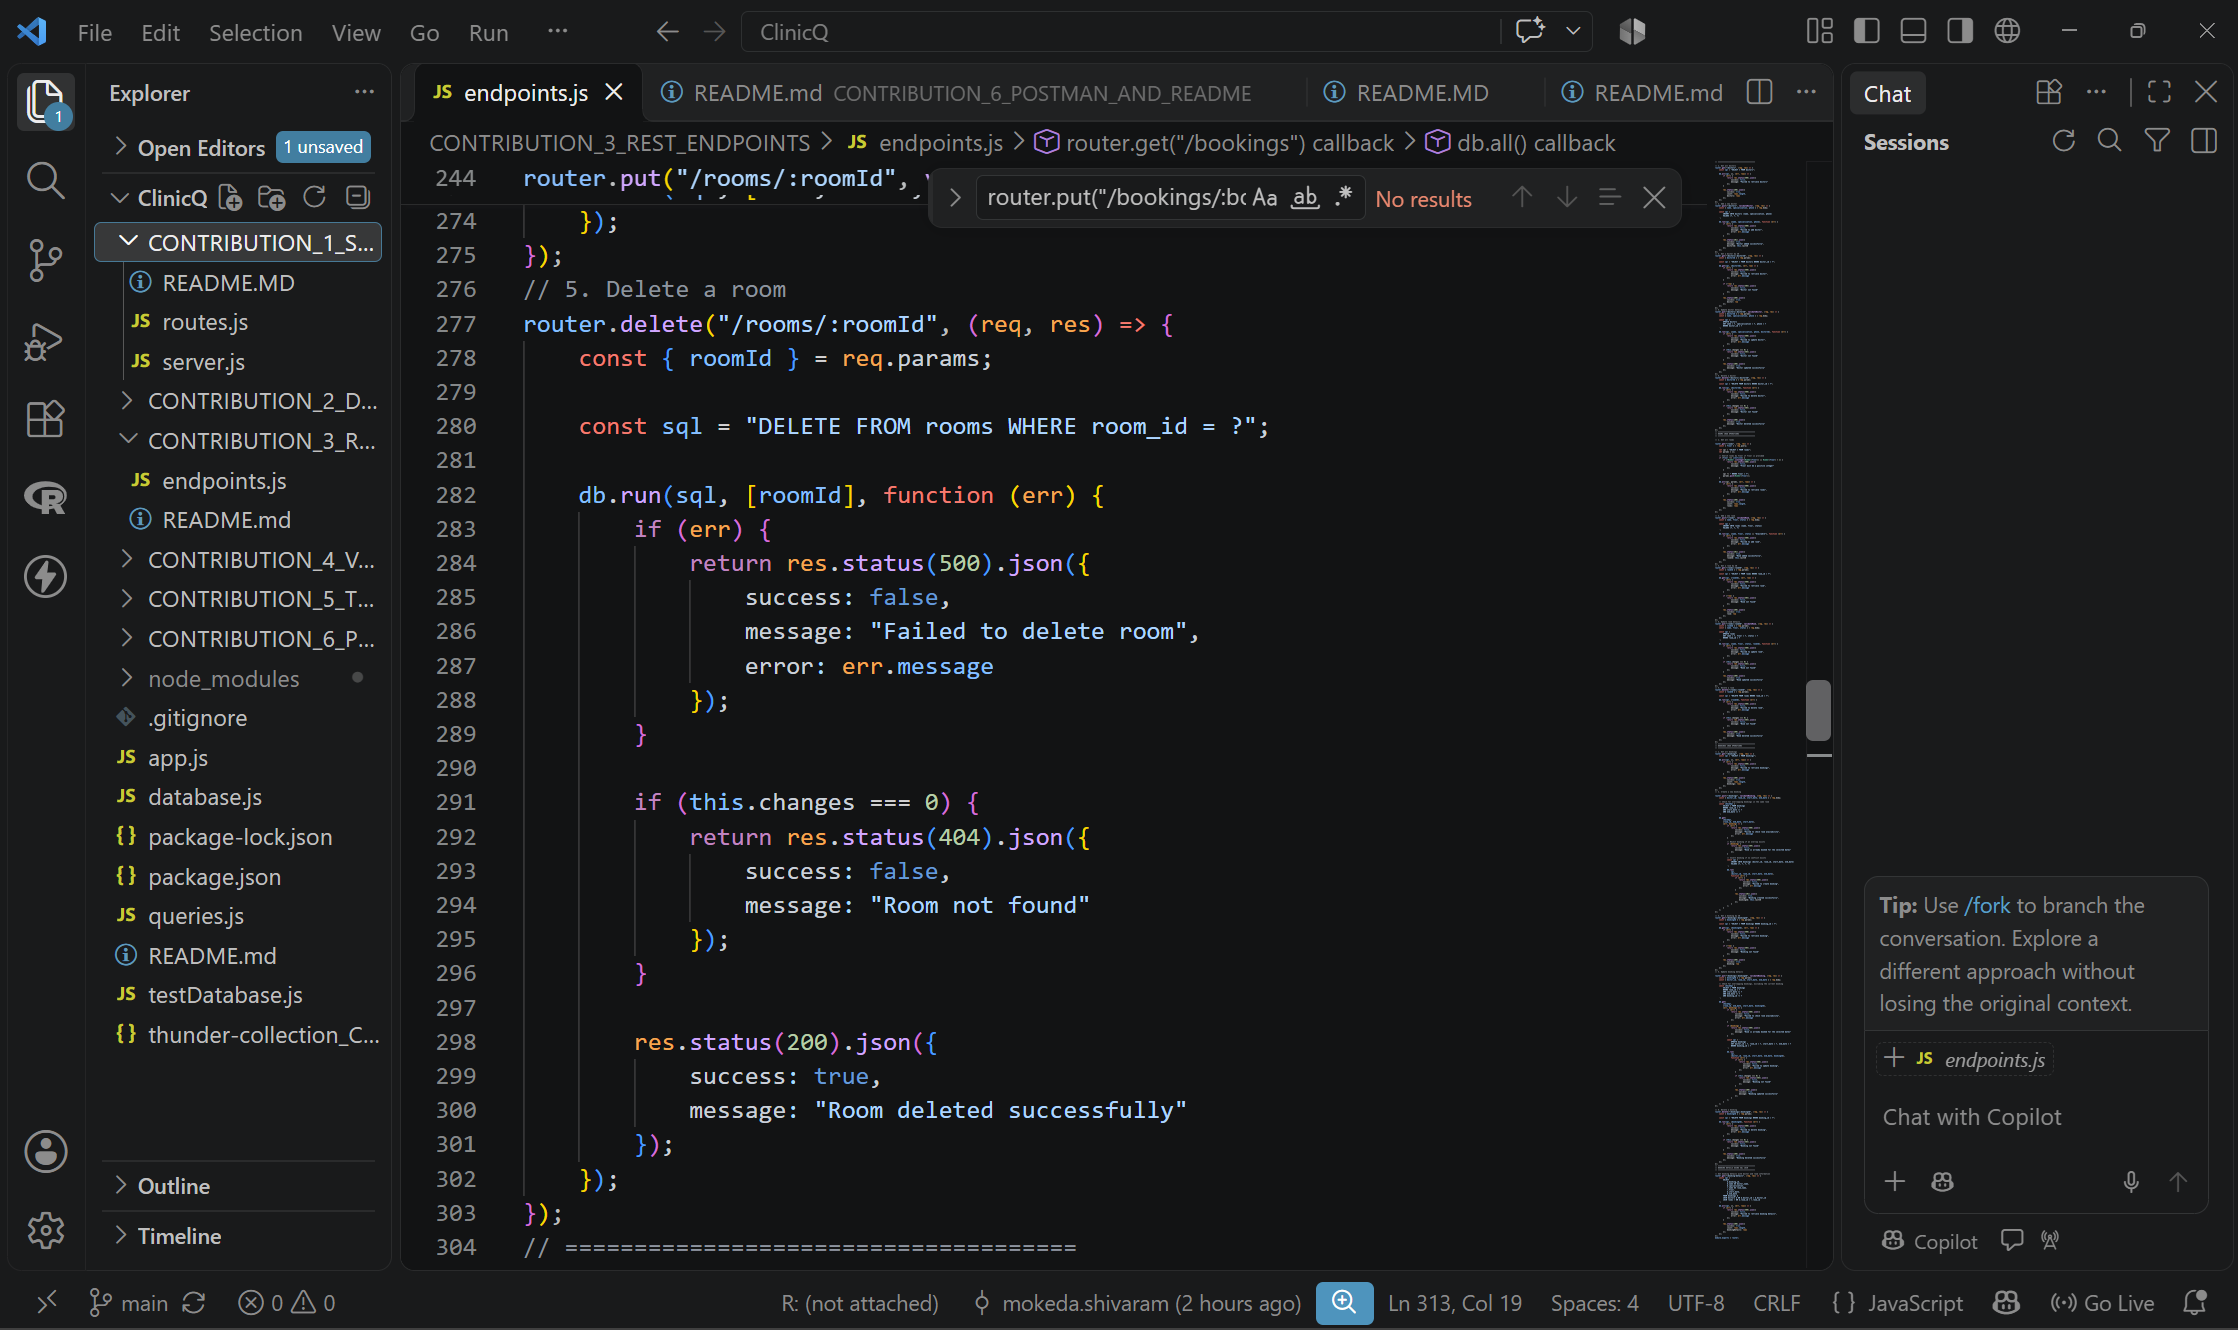 File Edit Selection View Go Run ··· ClinicQ
Explorer ···
1
Open Editors 1 unsaved
ClinicQ
CONTRIBUTION_1_S...
README.MD
JS routes.js
JS server.js
CONTRIBUTION_2_D...
CONTRIBUTION_3_R...
JS endpoints.js
README.md
CONTRIBUTION_4_V...
CONTRIBUTION_5_T...
CONTRIBUTION_6_P...
node_modules
.gitignore
JS app.js
JS database.js
{} package-lock.json
{} package.json
JS queries.js
README.md
JS testDatabase.js
{} thunder-collection_C...
Outline
Timeline
JS endpoints.js README.md CONTRIBUTION_6_POSTMAN_AND_README README.MD README.md ···
CONTRIBUTION_3_REST_ENDPOINTS > JS endpoints.js > router.get("/bookings") callback > db.all() callback
router.put("/bookings/:bc Aa ab .* No results
244 router.put("/rooms/:roomId",
274 });
275 });
276 // 5. Delete a room
277 router.delete("/rooms/:roomId", (req, res) => {
278 const { roomId } = req.params;
279
280 const sql = "DELETE FROM rooms WHERE room_id = ?";
281
282 db.run(sql, [roomId], function (err) {
283 if (err) {
284 return res.status(500).json({
285 success: false,
286 message: "Failed to delete room",
287 error: err.message
288 });
289 }
290
291 if (this.changes === 0) {
292 return res.status(404).json({
293 success: false,
294 message: "Room not found"
295 });
296 }
297
298 res.status(200).json({
299 success: true,
300 message: "Room deleted successfully"
301 });
302 });
303 });
304 // =====================================
Chat ···
Sessions
Tip: Use /fork to branch the
conversation. Explore a
different approach without
losing the original context.
JS endpoints.js
Chat with Copilot
Copilot
main 0 0 R: (not attached) mokeda.shivaram (2 hours ago) Ln 313, Col 19 Spaces: 4 UTF-8 CRLF {} JavaScript Go Live